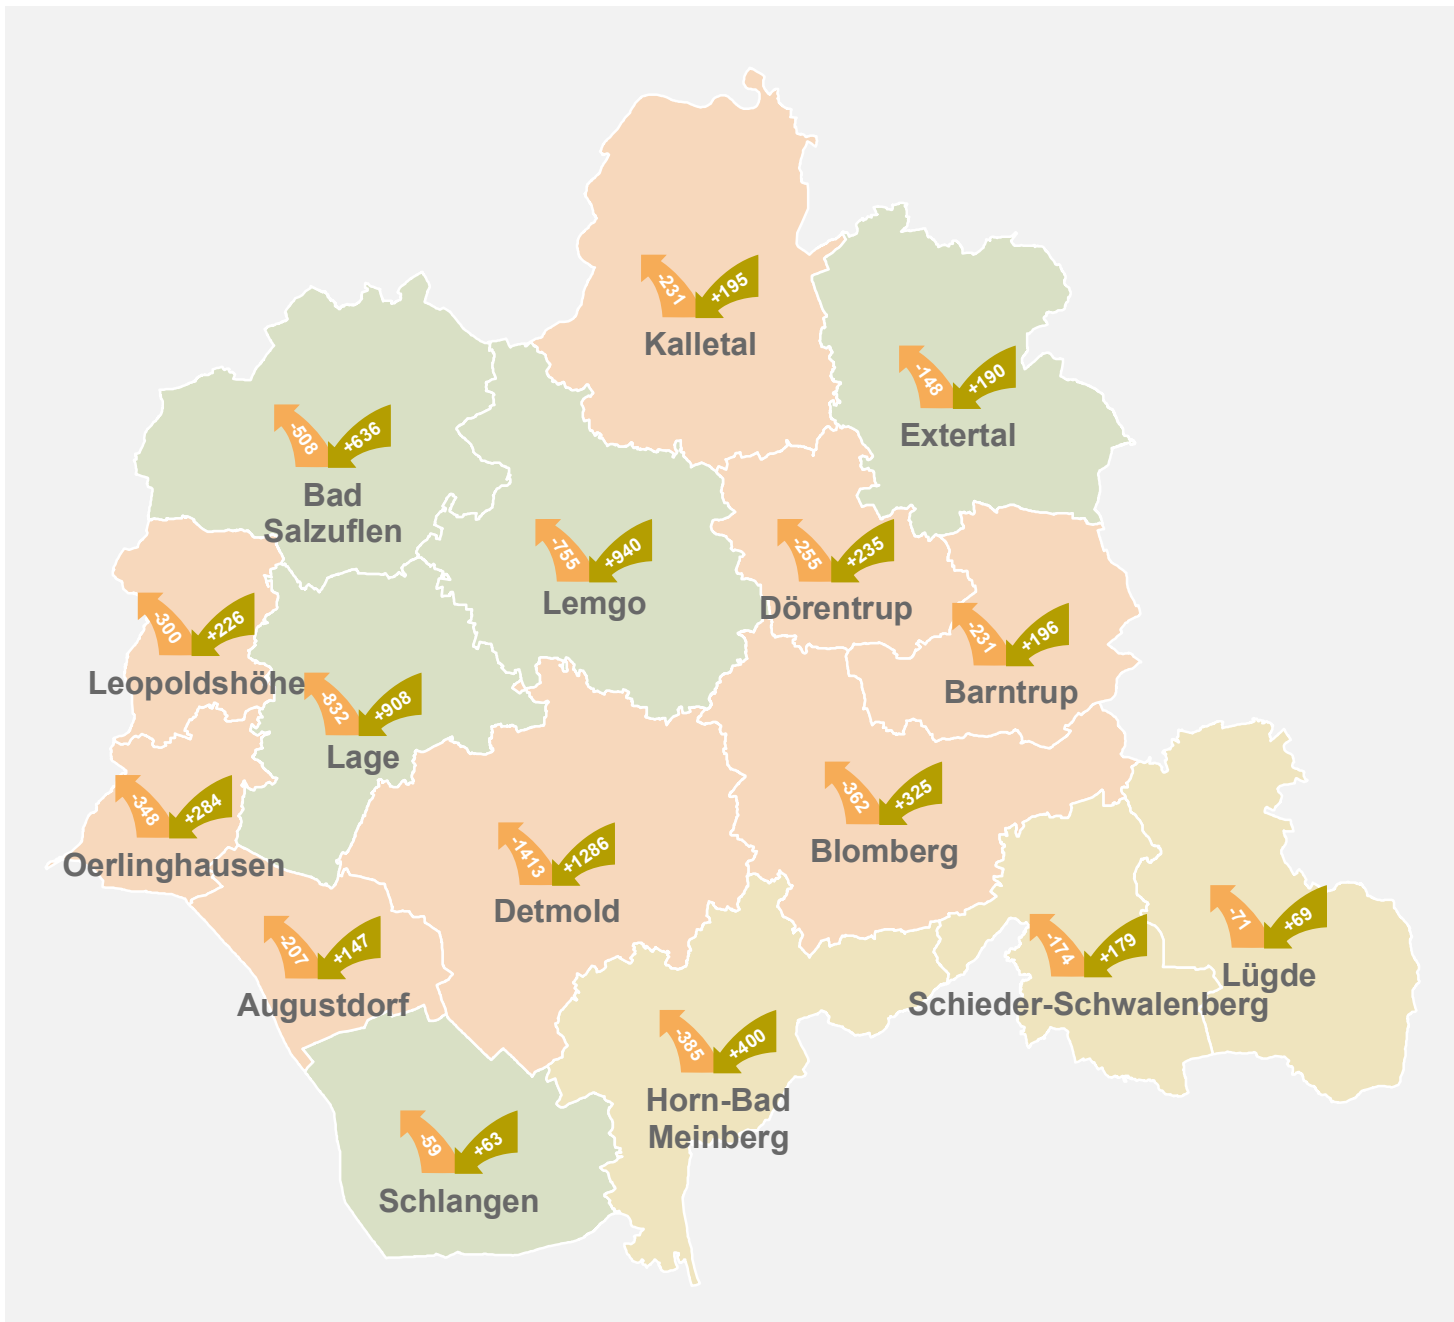 -231 +195
Kalletal
-148 +190
Extertal
-508 +636
Bad
Salzuflen
-755 +940
Lemgo
-255 +235
Dörentrup
-300 +226
Leopoldshöhe
-231 +196
Barntrup
-832 +908
Lage
-348 +284
Oerlinghausen
-362 +325
Blomberg
-1413 +1286
Detmold
-207 +147
Augustdorf
-71 +69
Lügde
-174 +179
Schieder-Schwalenberg
-385 +400
Horn-Bad
Meinberg
-59 +63
Schlangen